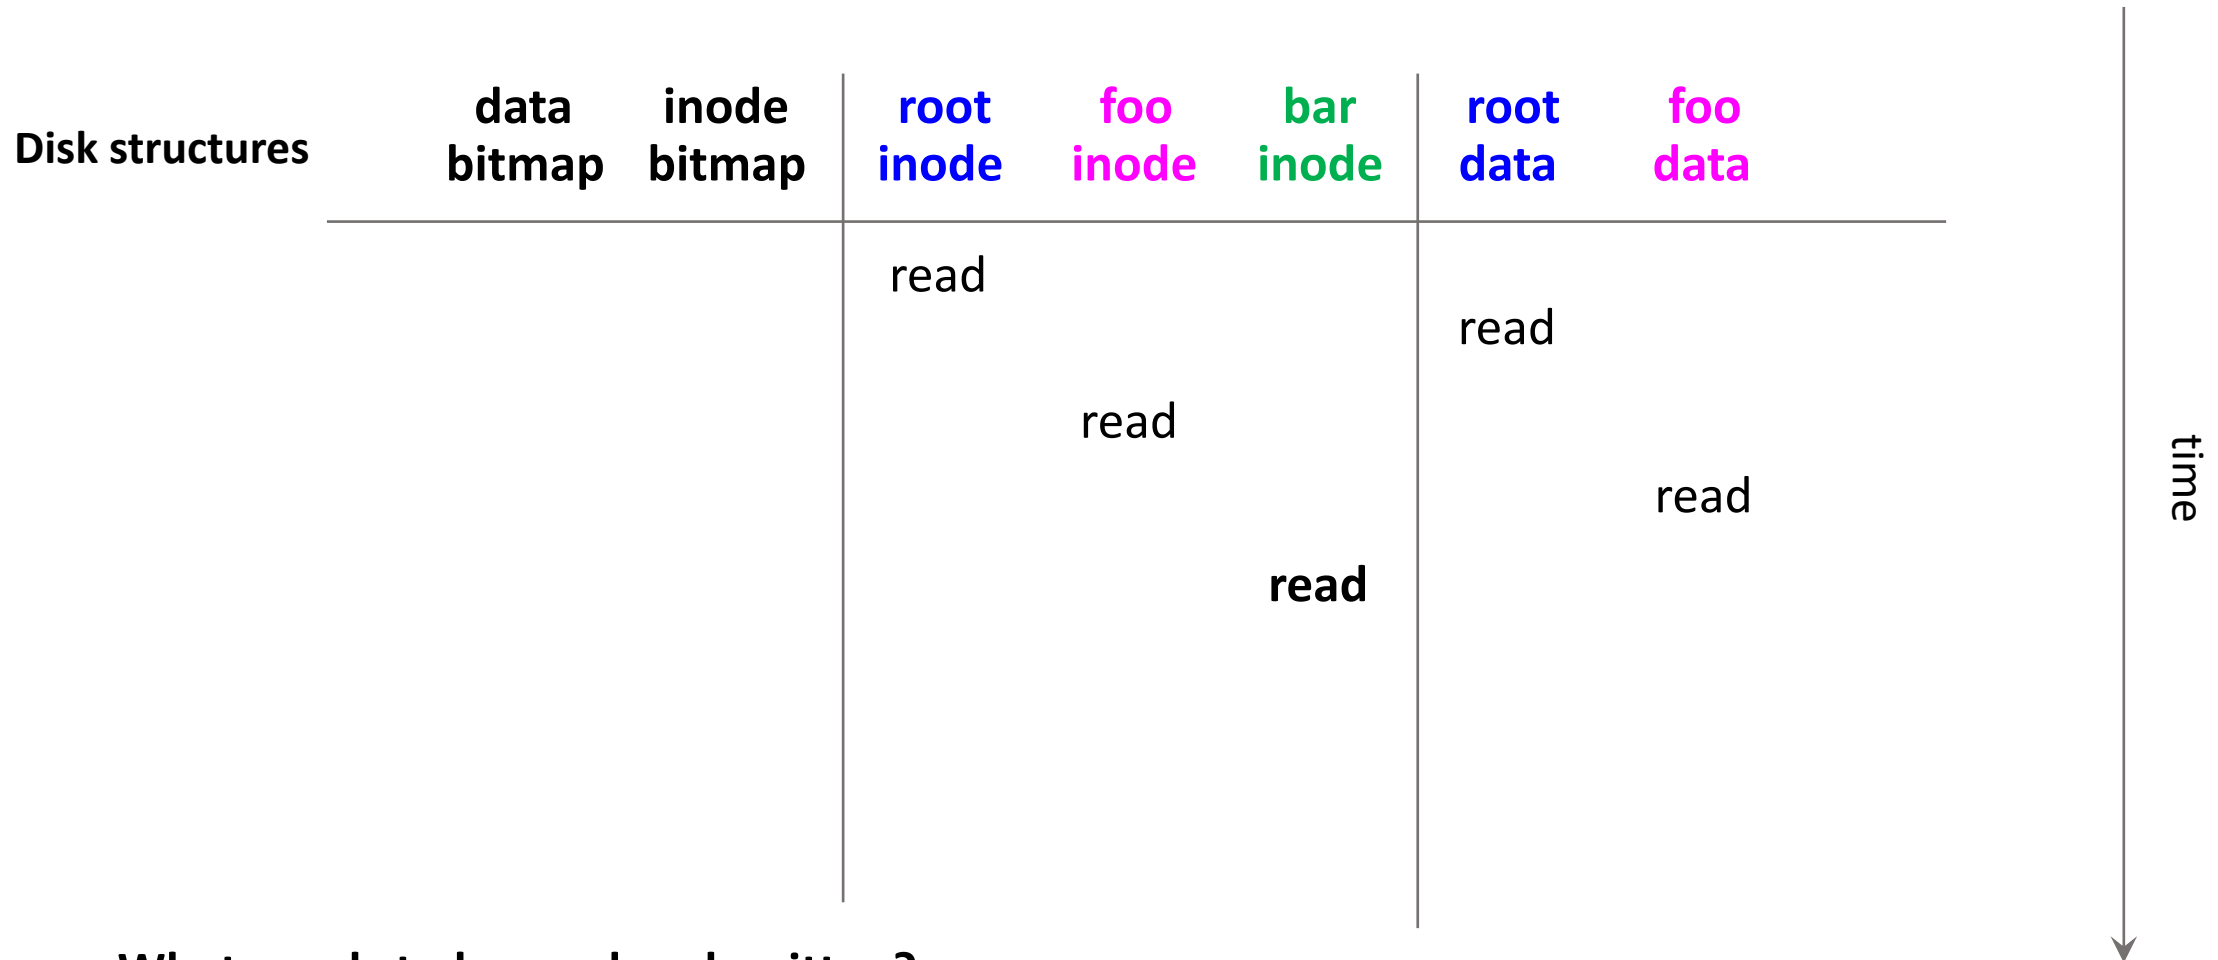 Disk structures
data bitmap
inode bitmap
root inode
foo inode
bar inode
root data
foo data
read
read
read
read
read
time